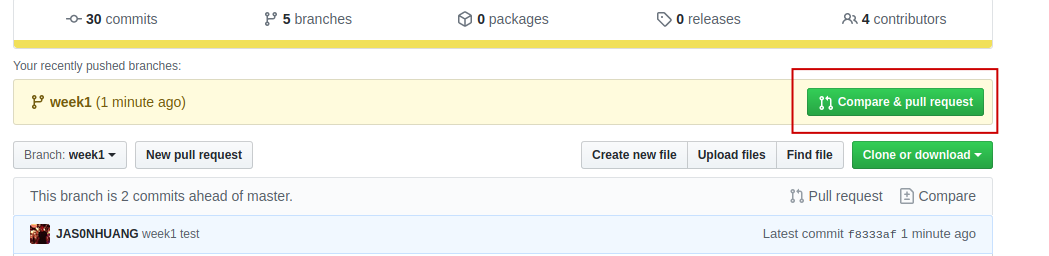 30 commits 5 branches 0 packages 0 releases 4 contributors
Your recently pushed branches:
week1 (1 minute ago) Compare & pull request
Branch: week1 New pull request Create new file Upload files Find file Clone or download
This branch is 2 commits ahead of master. Pull request Compare
JAS0NHUANG week1 test Latest commit f8333af 1 minute ago